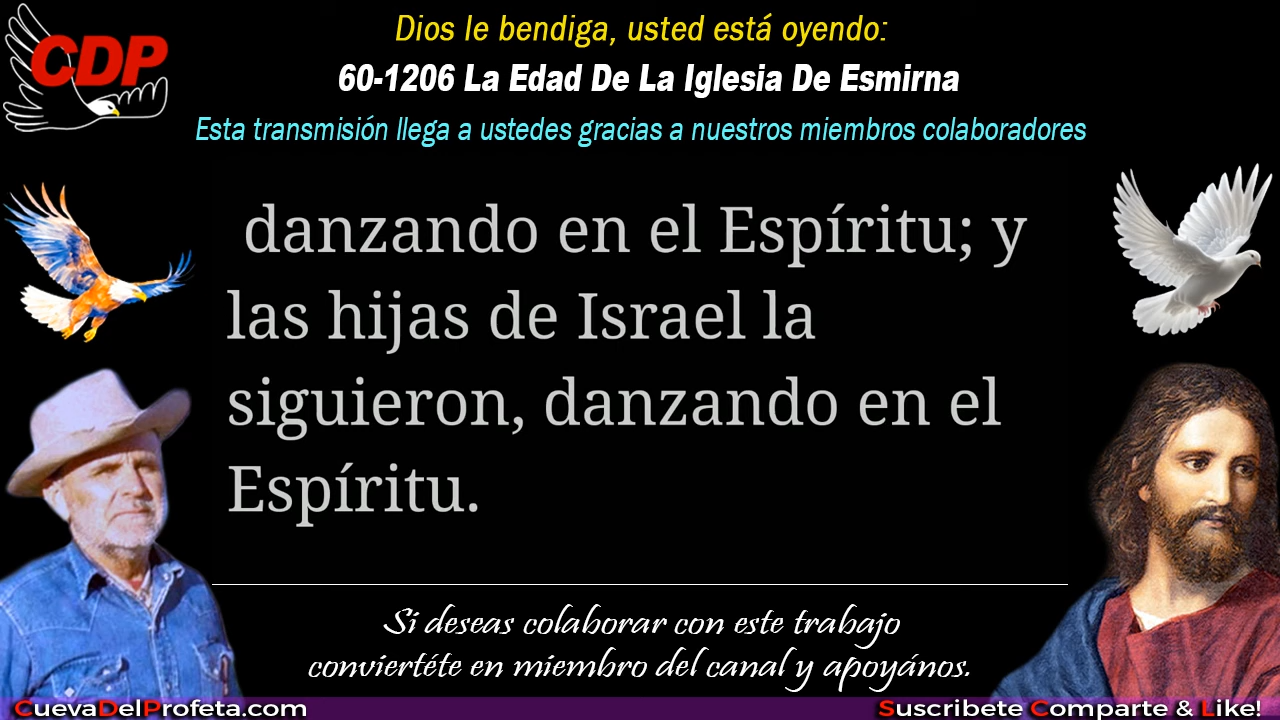 CDP
Dios le bendiga, usted está oyendo:
60-1206 La Edad De La Iglesia De Esmirna
Esta transmisión llega a ustedes gracias a nuestros miembros colaboradores
danzando en el Espíritu; y
las hijas de Israel la
siguieron, danzando en el
Espíritu.
Si deseas colaborar con este trabajo
conviertéte en miembro del canal y apoyános.
CuevaDelProfeta.com
Suscribete Comparte & Like!